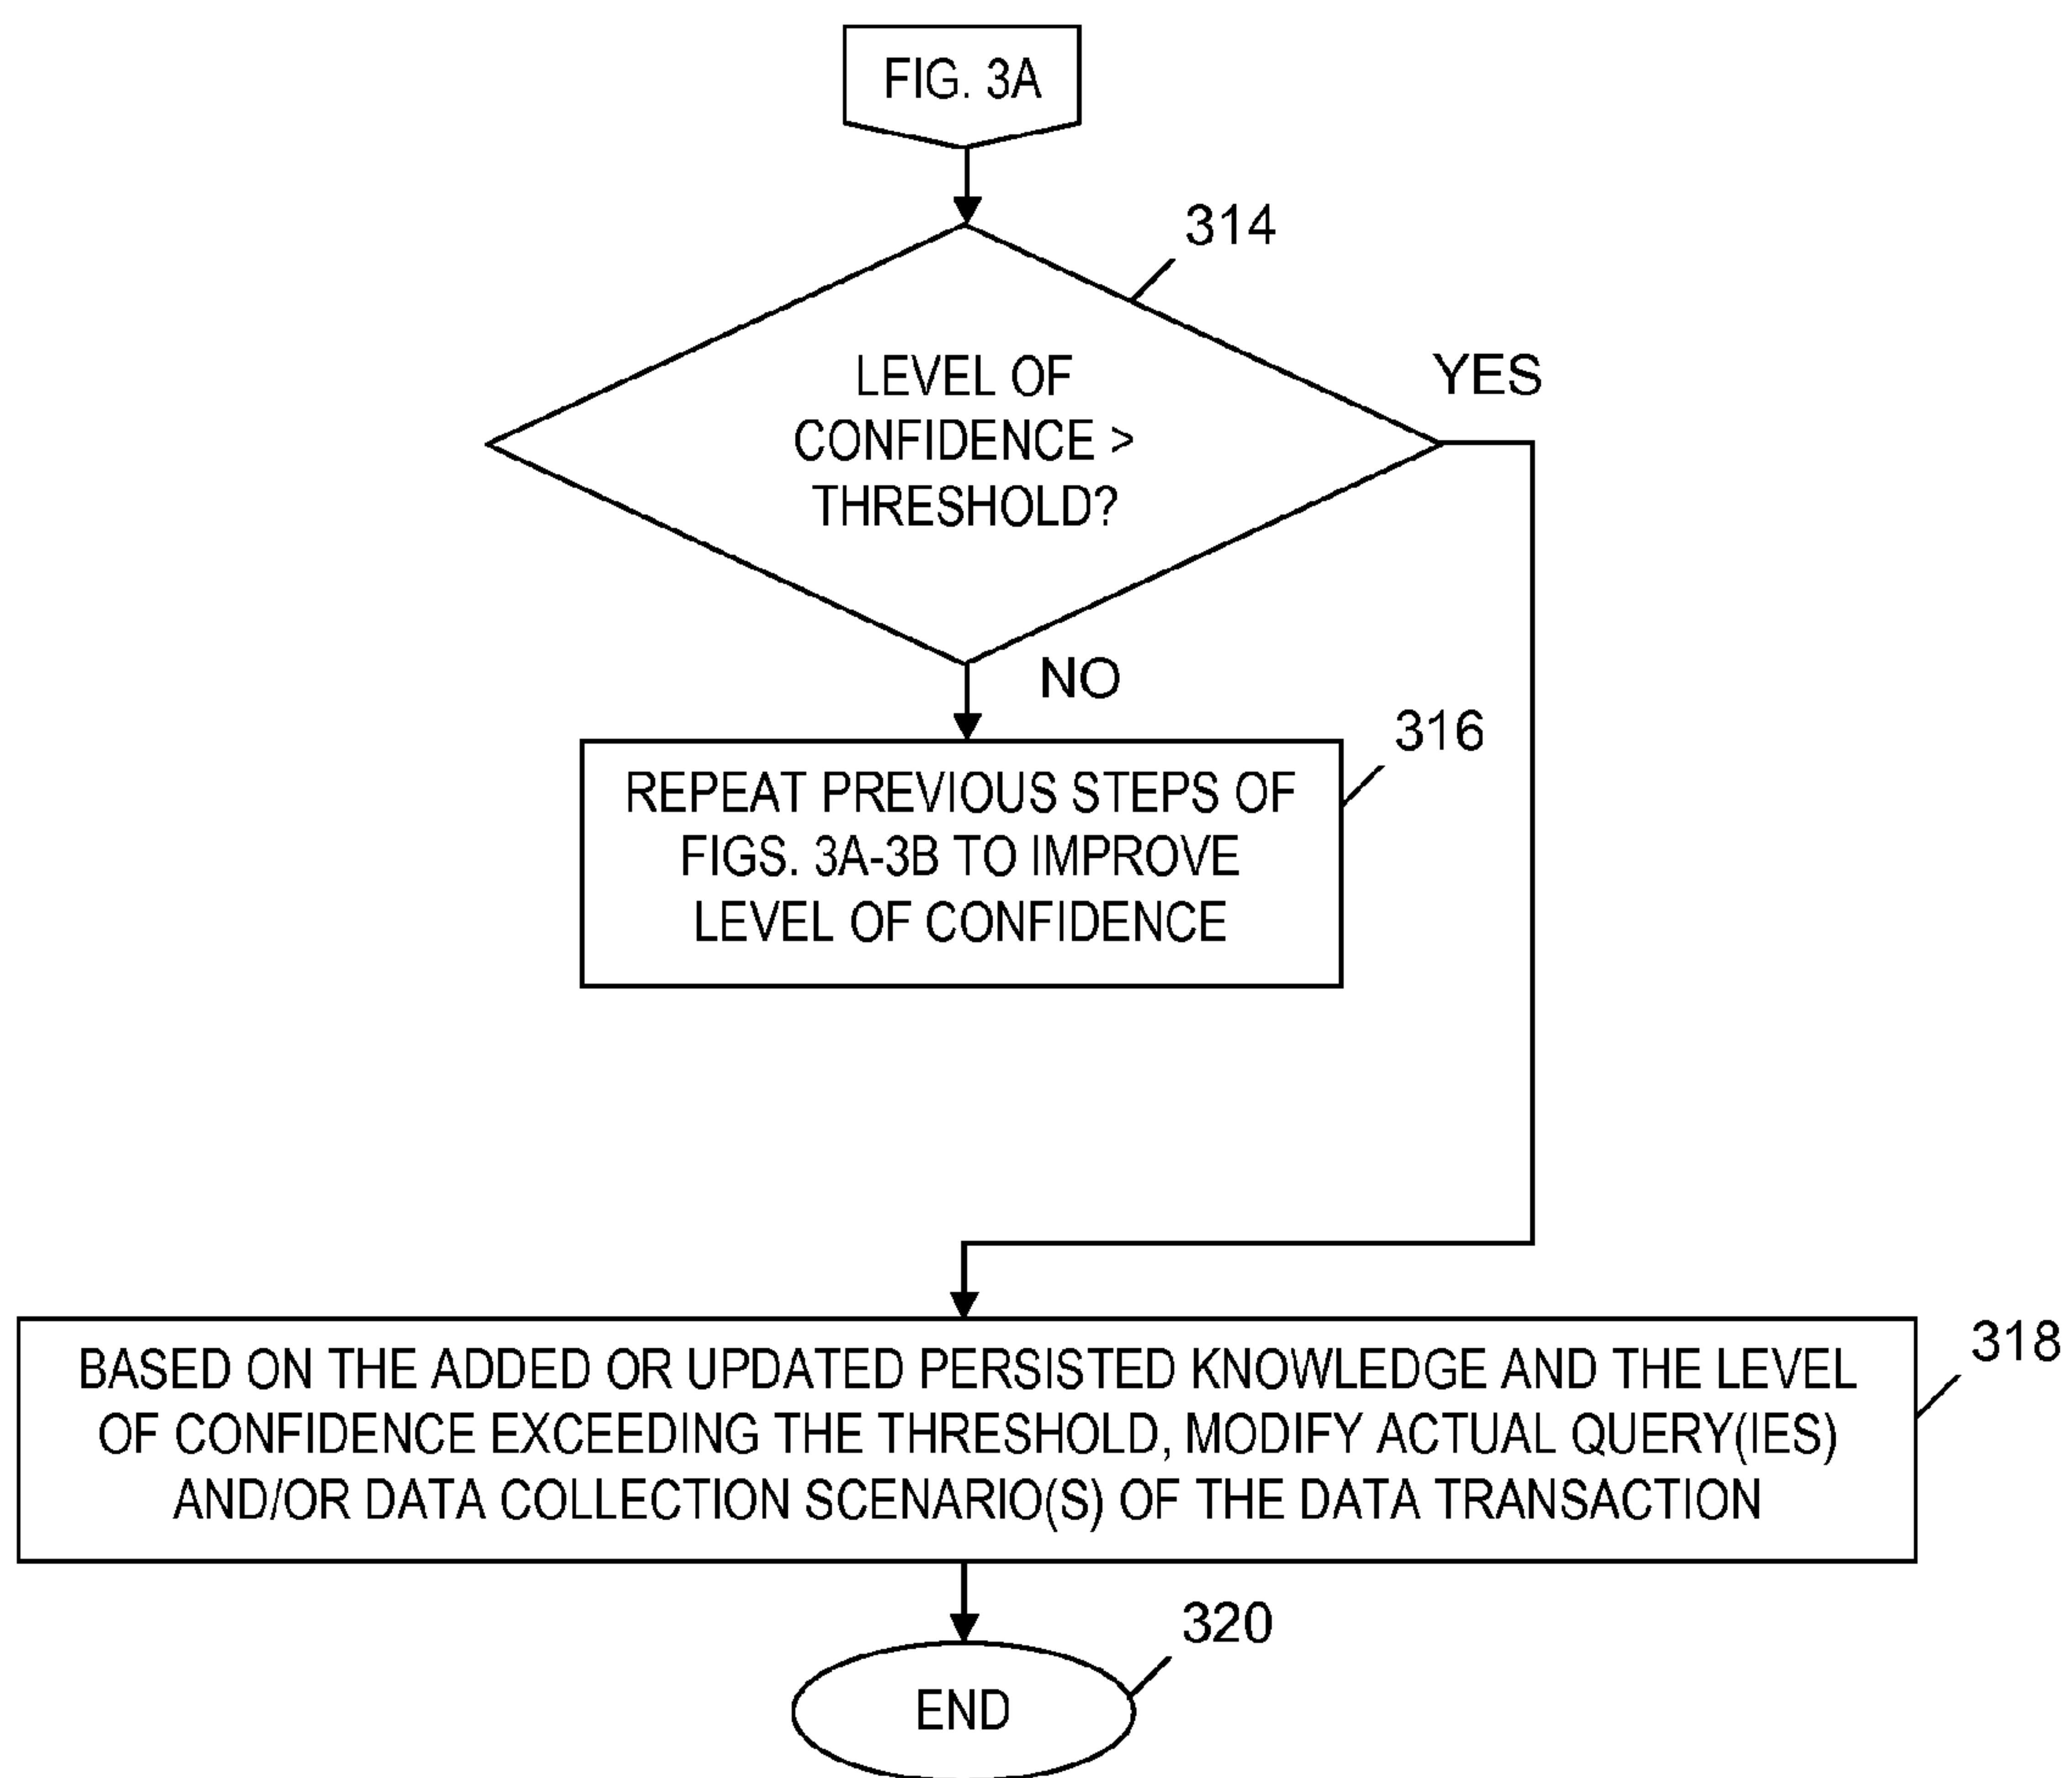 FIG. 3A
314
LEVEL OF
CONFIDENCE >
THRESHOLD?
YES
NO
316
REPEAT PREVIOUS STEPS OF
FIGS. 3A-3B TO IMPROVE
LEVEL OF CONFIDENCE
318
BASED ON THE ADDED OR UPDATED PERSISTED KNOWLEDGE AND THE LEVEL
OF CONFIDENCE EXCEEDING THE THRESHOLD, MODIFY ACTUAL QUERY(IES)
AND/OR DATA COLLECTION SCENARIO(S) OF THE DATA TRANSACTION
320
END